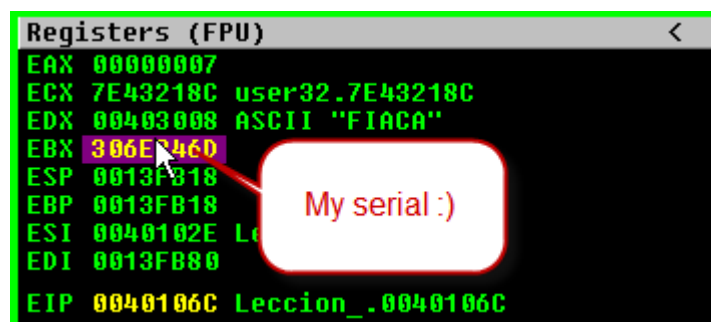 Registers (FPU) <
EAX 00000007
ECX 7E43218C user32.7E43218C
EDX 00403008 ASCII "FIACA"
EBX
ESP 0013FB18
EBP 0013FB18
ESI 0040102E
EDI 0013FB80
EIP 0040106C Leccion_.0040106C
My serial :)